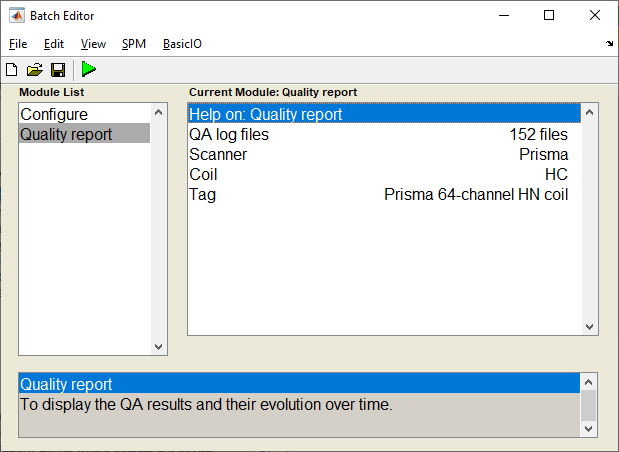 Batch Editor
File Edit View SPM BasicIO
Module List
Current Module: Quality report
Configure
Quality report
Help on: Quality report
QA log files 152 files
Scanner Prisma
Coil HC
Tag Prisma 64-channel HN coil
Quality report
To display the QA results and their evolution over time.